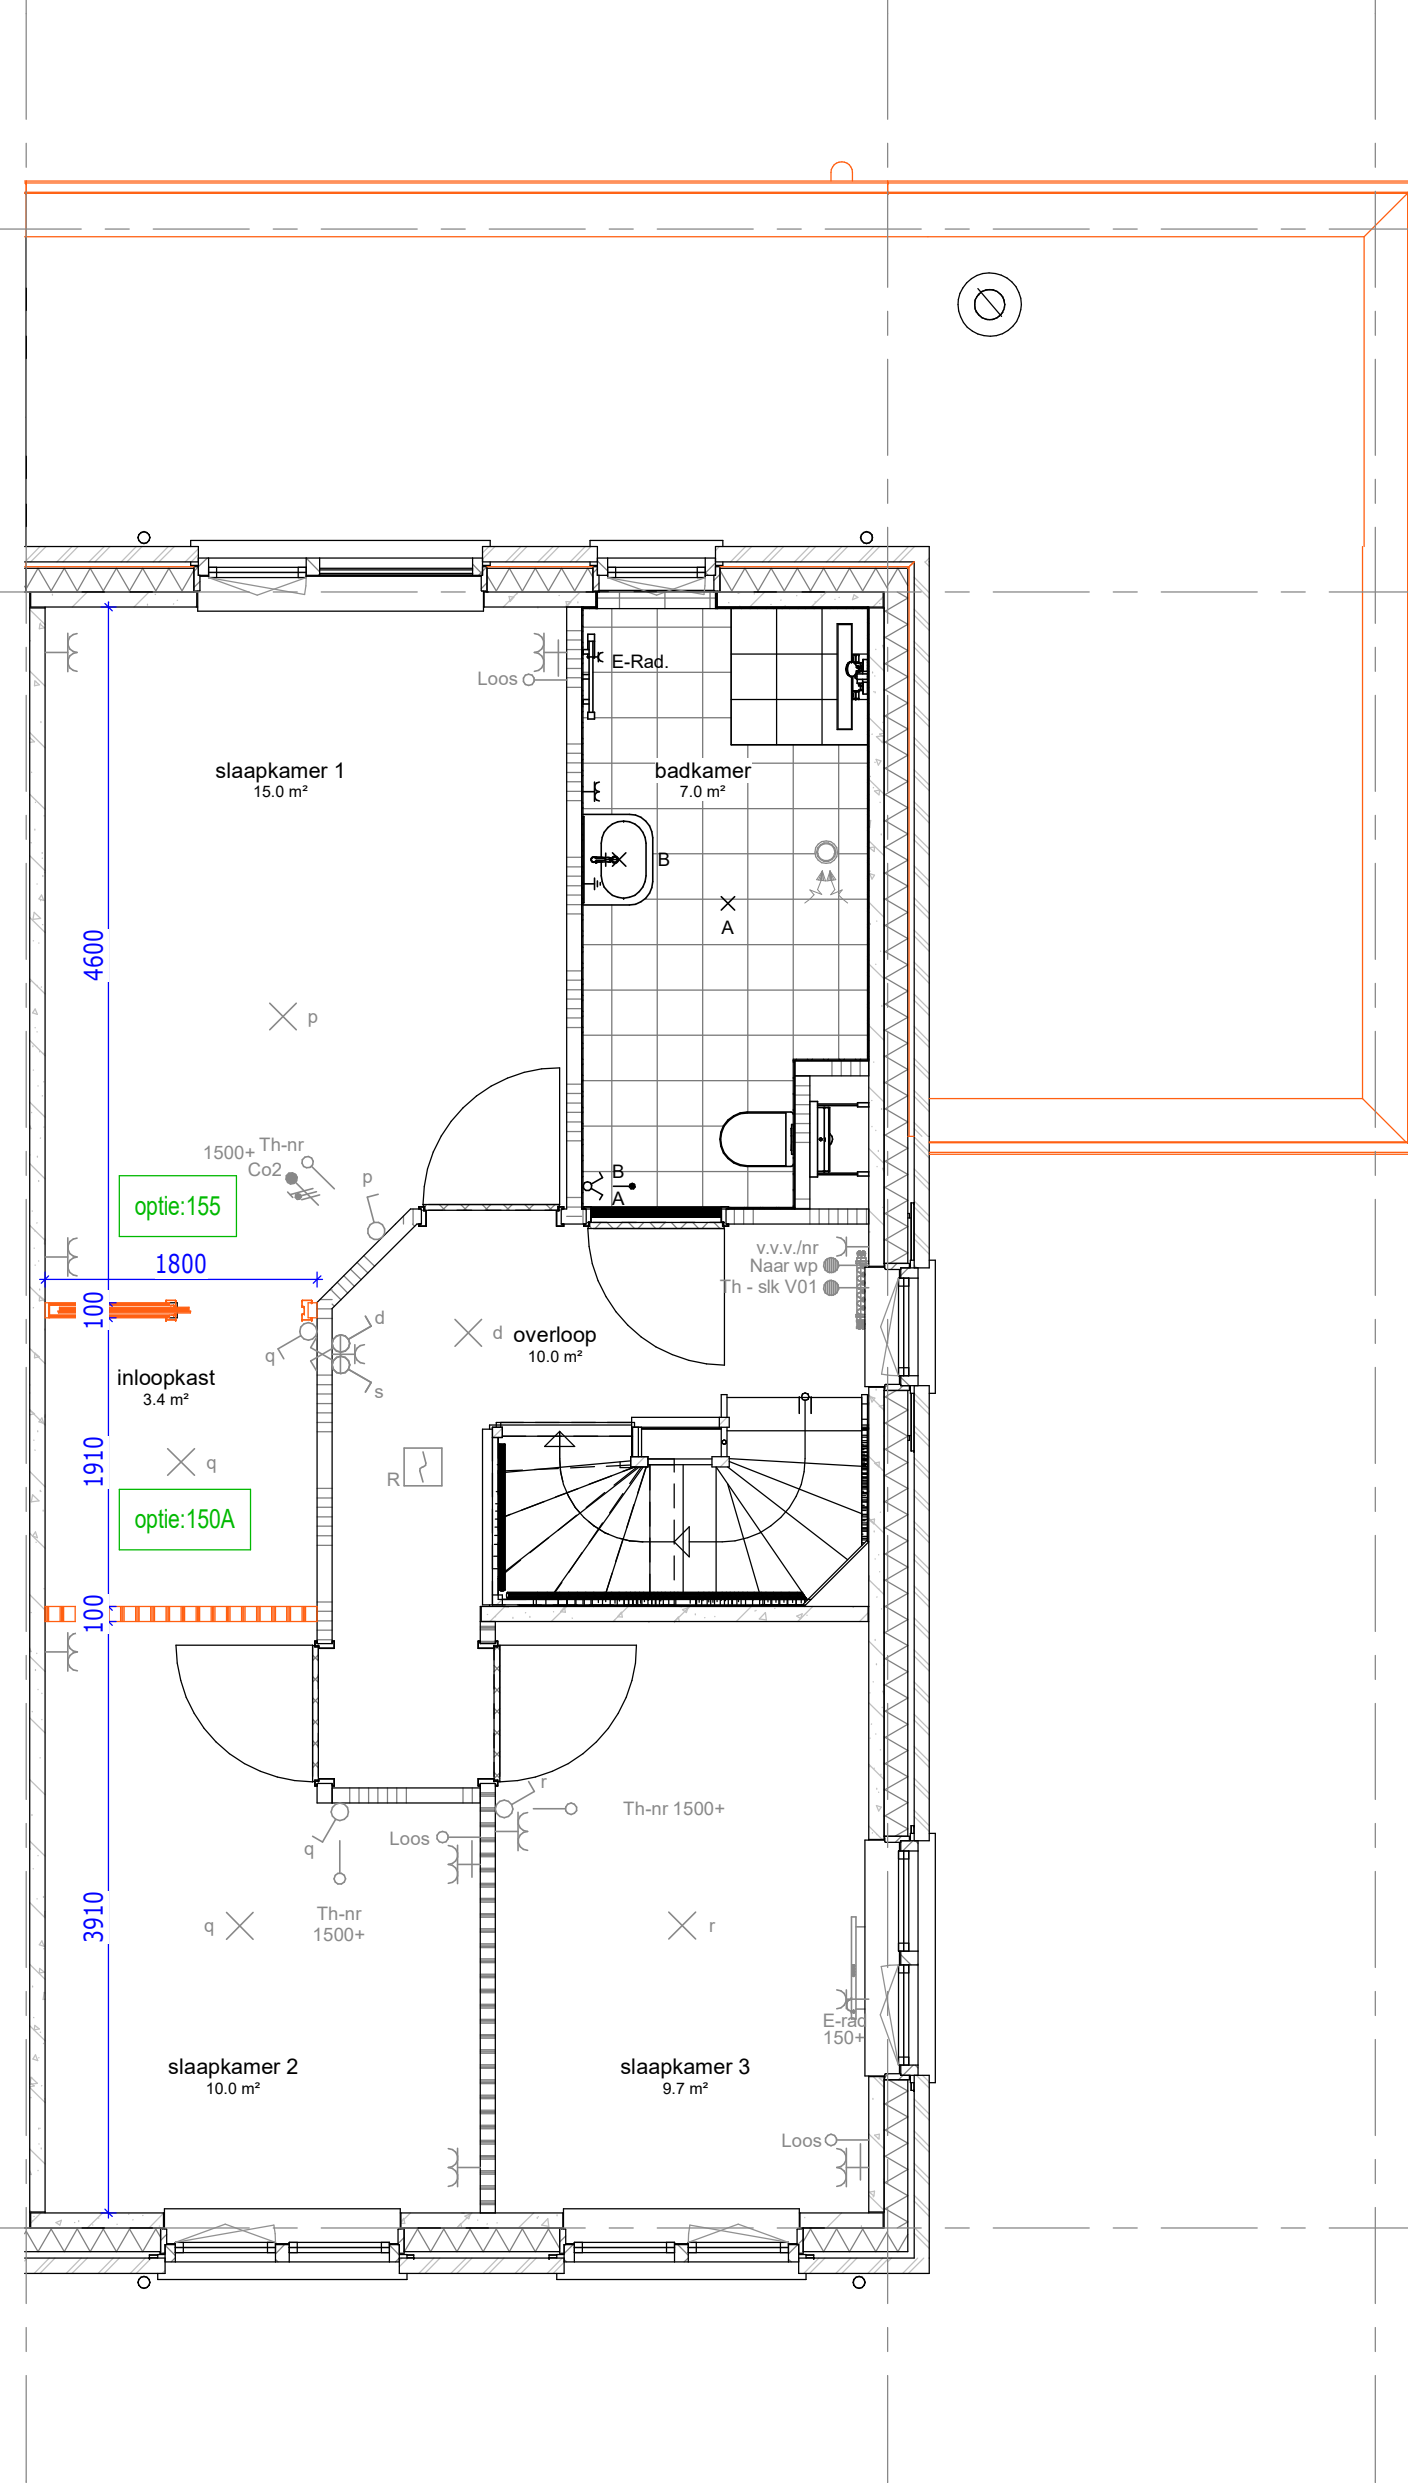 E-Rad.
Loos
slaapkamer 1
15.0 m²
badkamer
7.0 m²
B
A
4600
p
1500+
Th-nr
Co2
p
B
A
optie:155
1800
v.v.v./nr
Naar wp
Th - slk V01
100
d
d
overloop
10.0 m²
q
s
inloopkast
3.4 m²
1910
q
R
optie:150A
100
r
Th-nr 1500+
Loos
q
3910
Th-nr
1500+
q
r
E-rad
150+
slaapkamer 2
10.0 m²
slaapkamer 3
9.7 m²
Loos